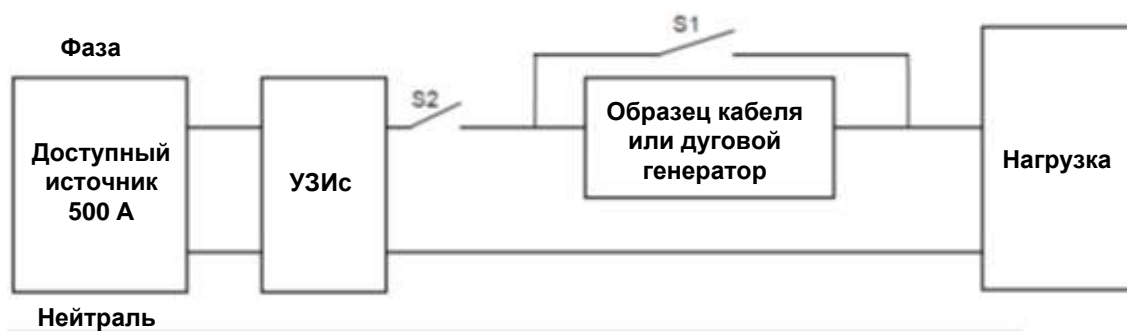 Фаза
S1
S2
Доступный
источник
500 А
УЗИс
Образец кабеля
или дуговой
генератор
Нагрузка
Нейтраль